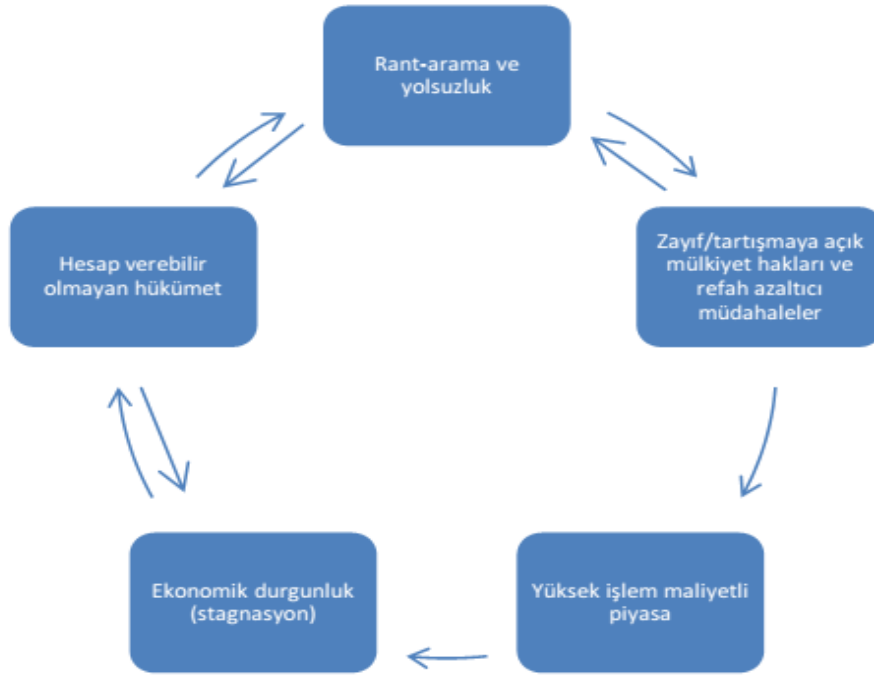 Rant-arama ve
yolsuzluk
Hesap verebilir
olmayan hükümet
Zayıf/tartışmaya açık
mülkiyet hakları ve
refah azaltıcı
müdahaleler
Ekonomik durgunluk
(stagnasyon)
Yüksek işlem maliyetli
piyasa